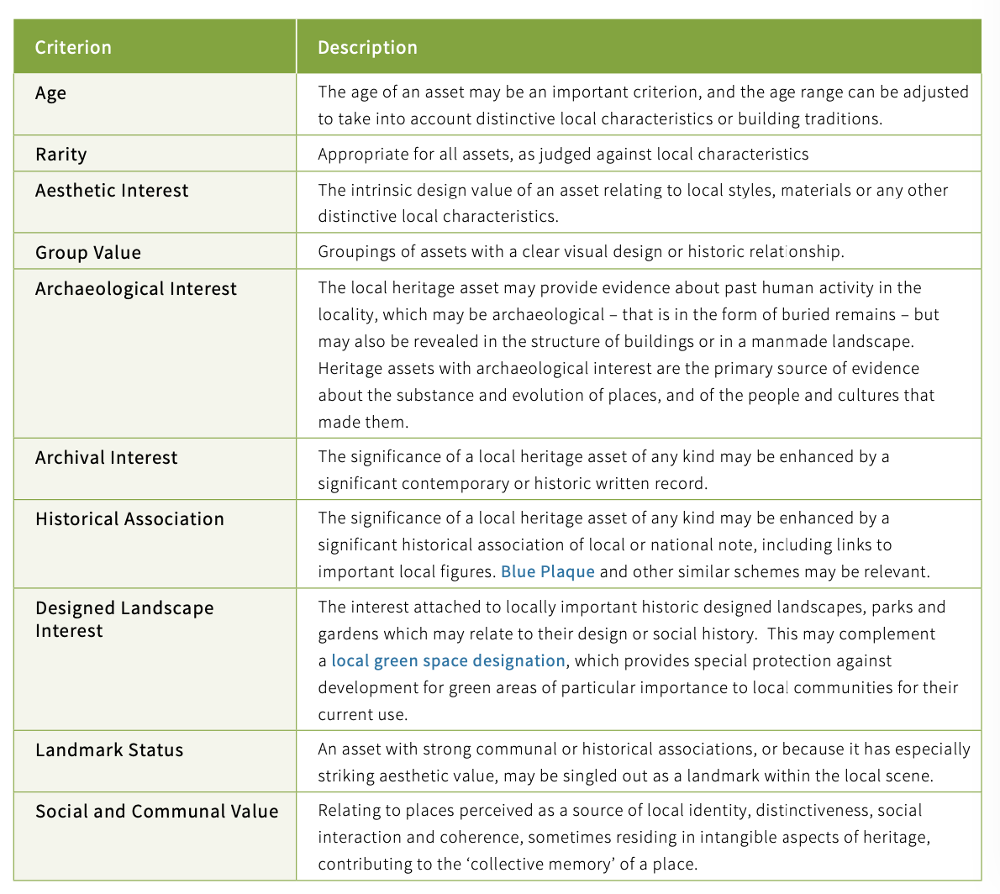 Criterion
Description
Age
The age of an asset may be an important criterion, and the age range can be adjusted
to take into account distinctive local characteristics or building traditions.
Rarity
Appropriate for all assets, as judged against local characteristics
Aesthetic Interest
The intrinsic design value of an asset relating to local styles, materials or any other
distinctive local characteristics.
Group Value
Groupings of assets with a clear visual design or historic relationship.
Archaeological Interest
The local heritage asset may provide evidence about past human activity in the
locality, which may be archaeological – that is in the form of buried remains – but
may also be revealed in the structure of buildings or in a manmade landscape.
Heritage assets with archaeological interest are the primary source of evidence
about the substance and evolution of places, and of the people and cultures that
made them.
Archival Interest
The significance of a local heritage asset of any kind may be enhanced by a
significant contemporary or historic written record.
Historical Association
The significance of a local heritage asset of any kind may be enhanced by a
significant historical association of local or national note, including links to
important local figures. Blue Plaque and other similar schemes may be relevant.
Designed Landscape
Interest
The interest attached to locally important historic designed landscapes, parks and
gardens which may relate to their design or social history.  This may complement
a local green space designation, which provides special protection against
development for green areas of particular importance to local communities for their
current use.
Landmark Status
An asset with strong communal or historical associations, or because it has especially
striking aesthetic value, may be singled out as a landmark within the local scene.
Social and Communal Value
Relating to places perceived as a source of local identity, distinctiveness, social
interaction and coherence, sometimes residing in intangible aspects of heritage,
contributing to the ‘collective memory’ of a place.